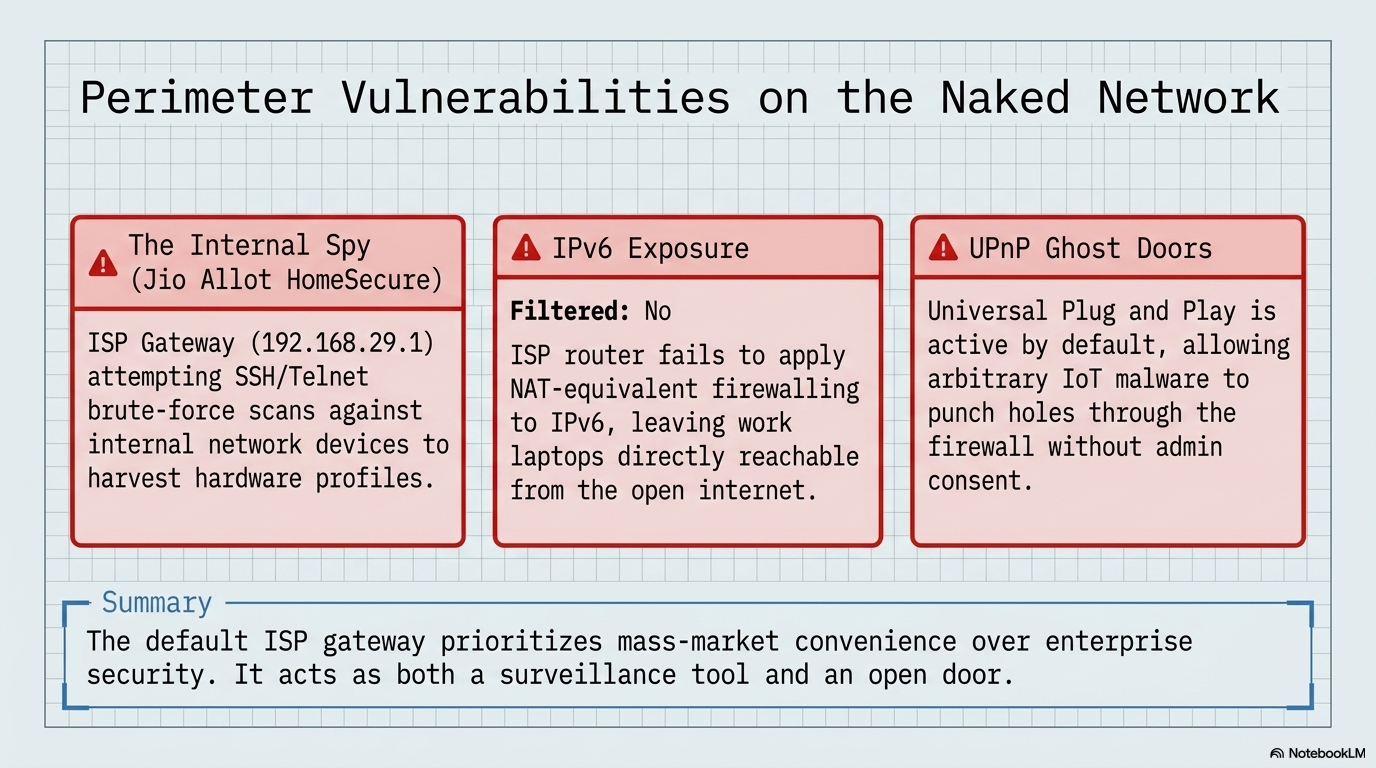 Perimeter Vulnerabilities on the Naked Network
The Internal Spy
(Jio Allot HomeSecure)
ISP Gateway (192.168.29.1)
attempting SSH/Telnet
brute-force scans against
internal network devices to
harvest hardware profiles.
IPv6 Exposure
Filtered: No
ISP router fails to apply
NAT-equivalent firewalling
to IPv6, leaving work
laptops directly reachable
from the open internet.
UPnP Ghost Doors
Universal Plug and Play is
active by default, allowing
arbitrary IoT malware to
punch holes through the
firewall without admin
consent.
Summary
The default ISP gateway prioritizes mass-market convenience over enterprise
security. It acts as both a surveillance tool and an open door.
NotebookLM